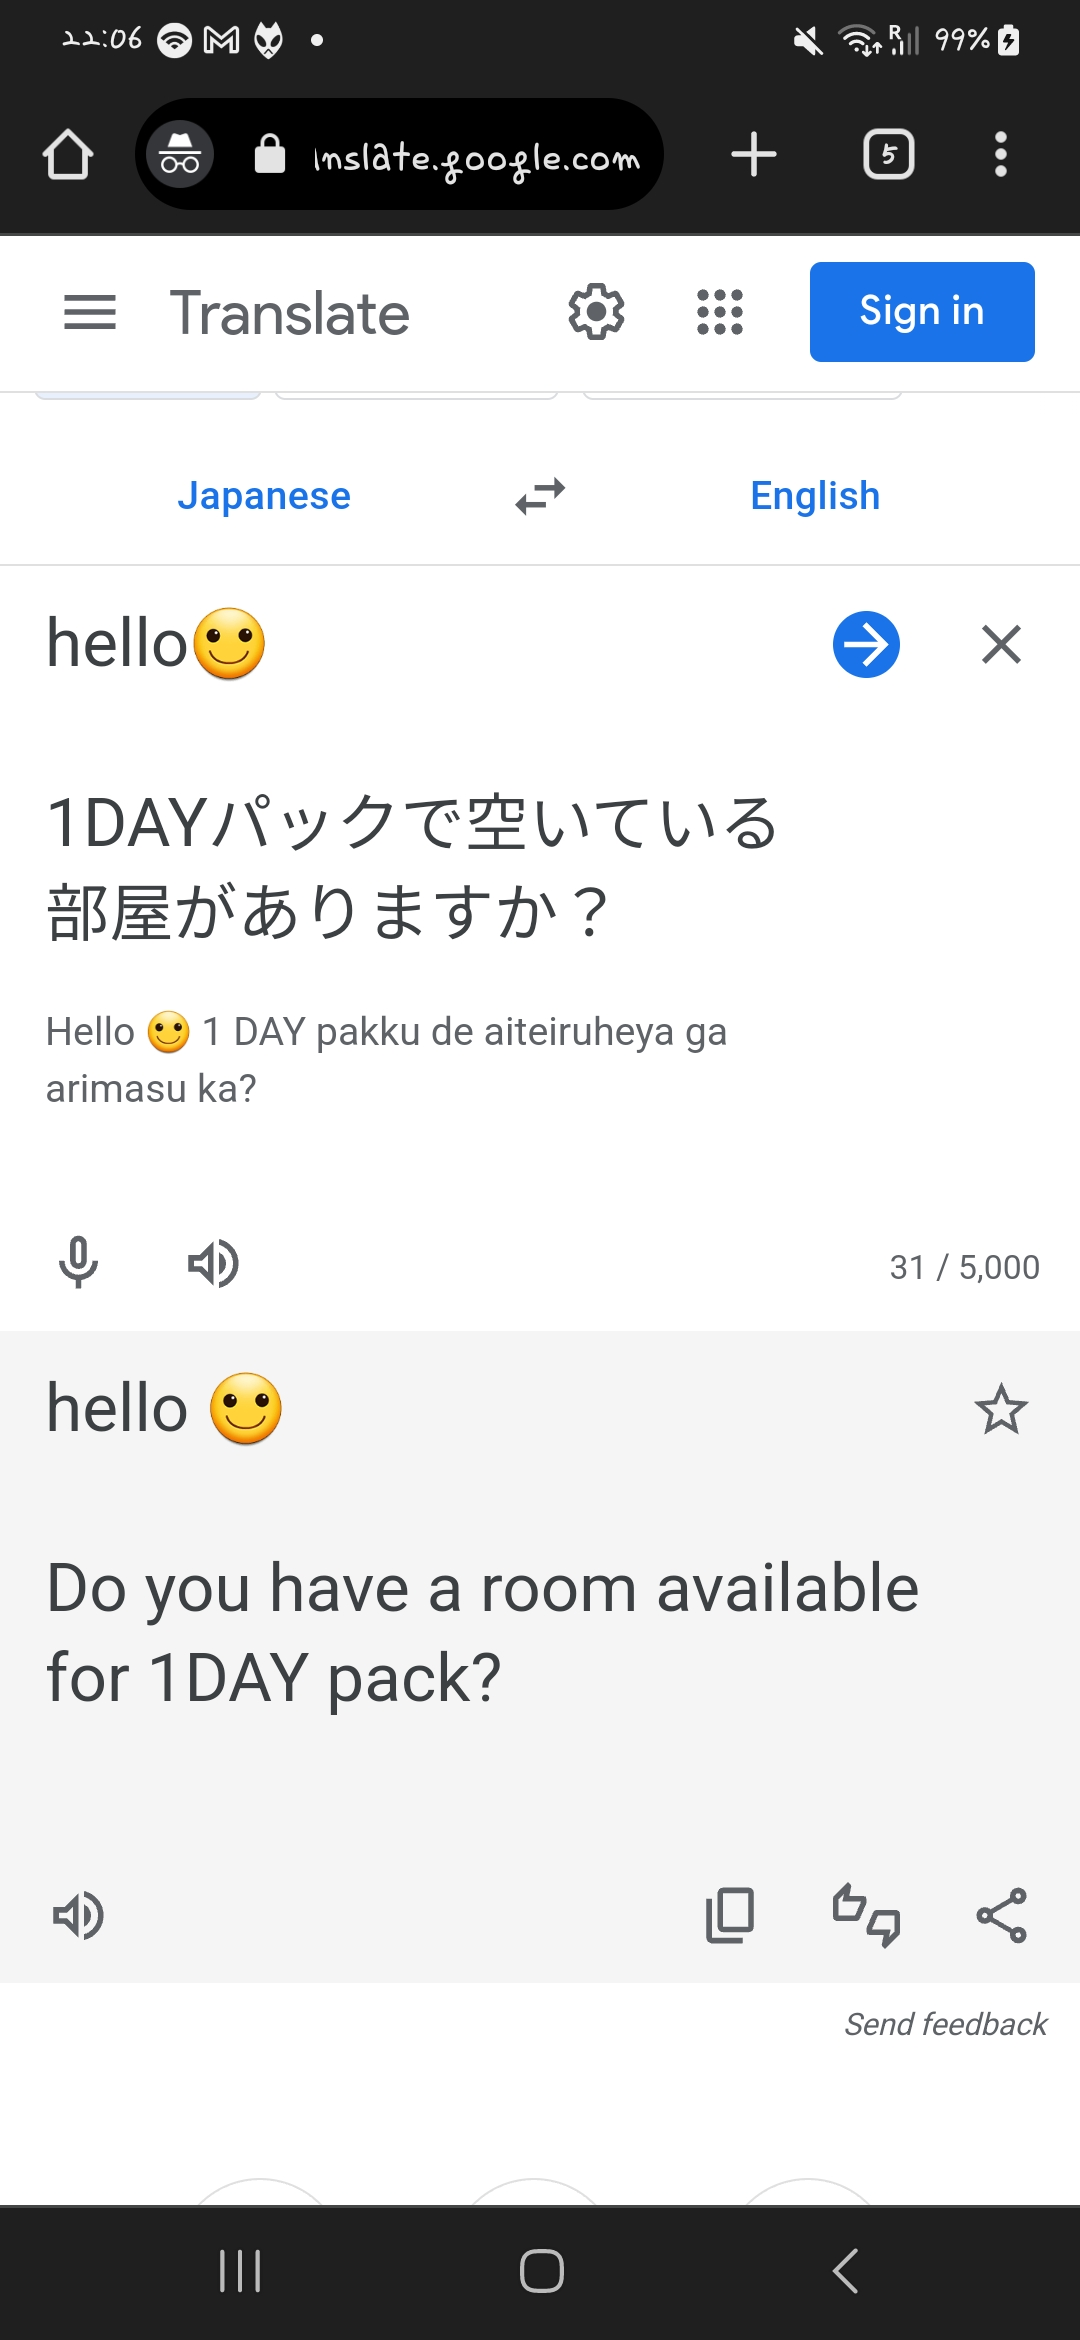 22:06
R
99%
nslate.google.com
5
Translate
Sign in
Japanese
English
hello😊
1DAYパックで空いている
部屋がありますか？
Hello 😊 1 DAY pakku de aiteiruheya ga
arimasu ka?
31 / 5,000
hello 😊
Do you have a room available
for 1DAY pack?
Send feedback